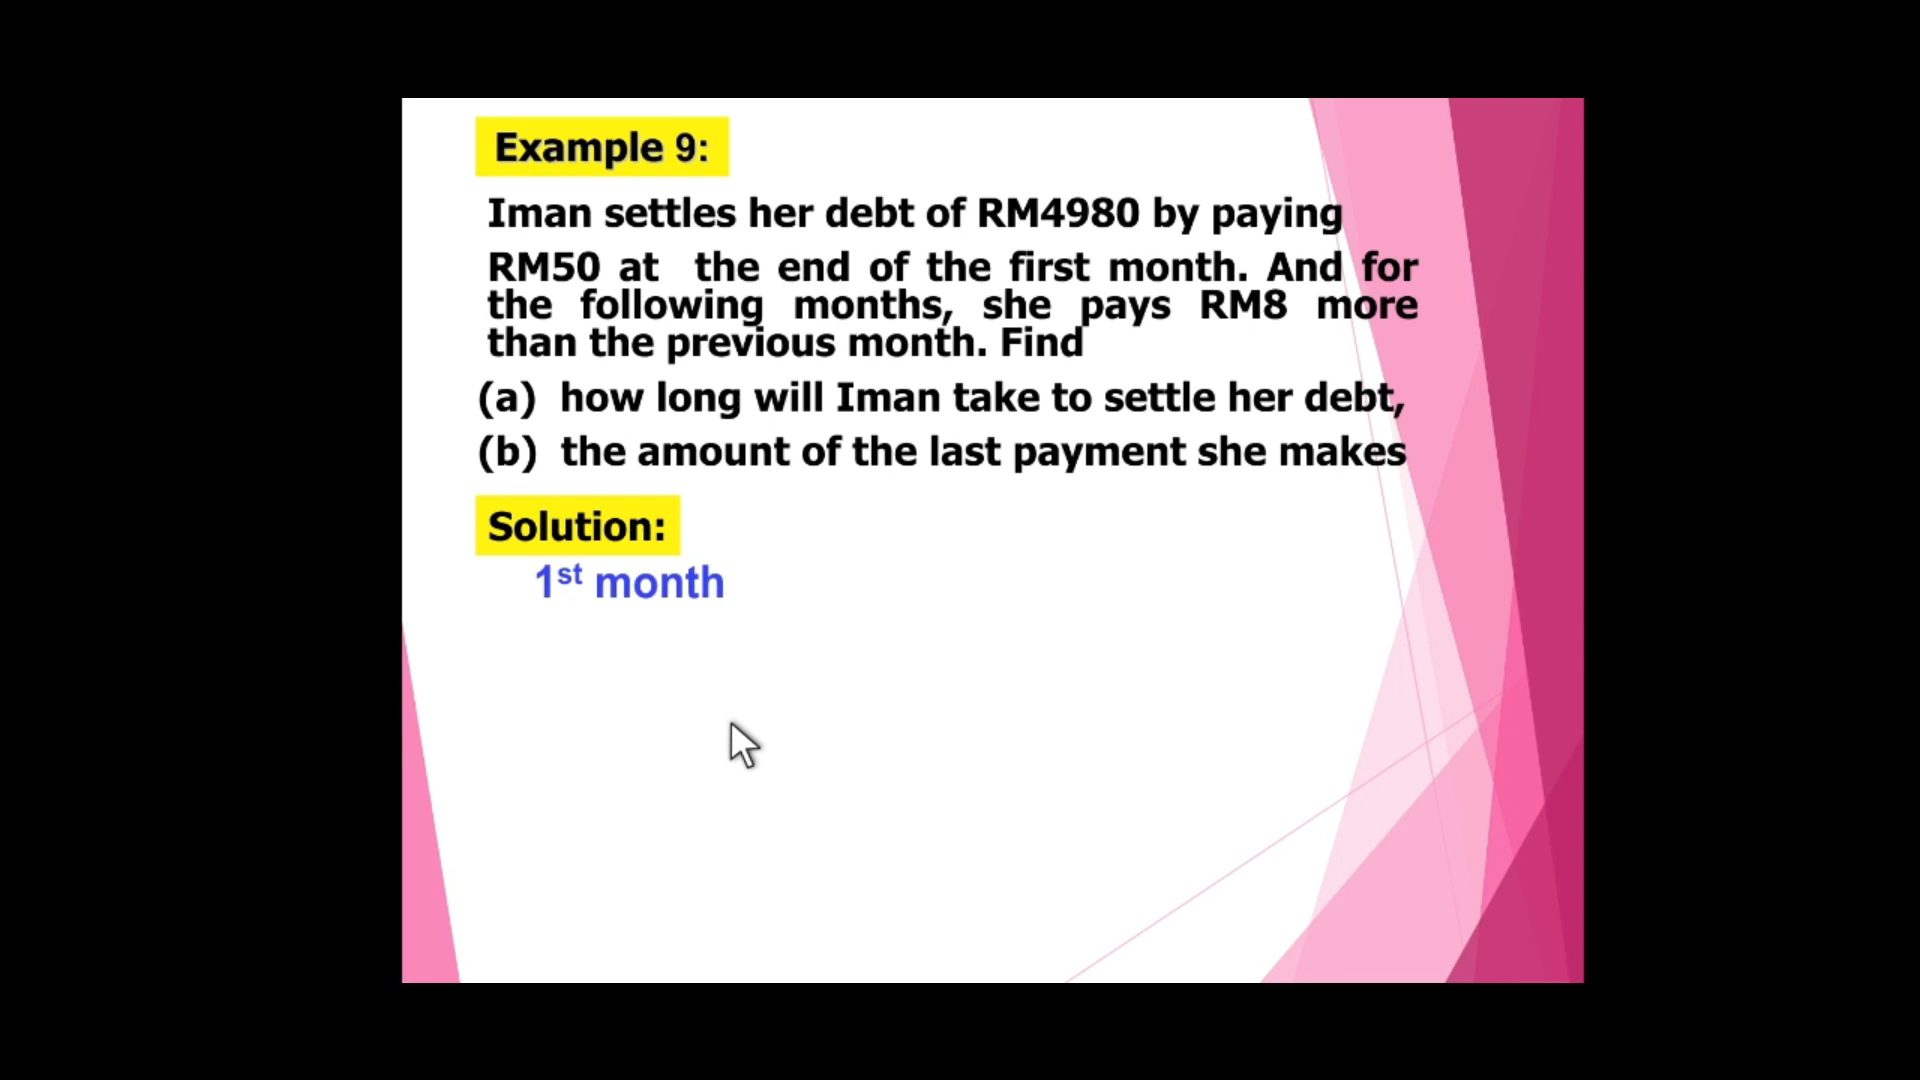 Example 9:
Iman settles her debt of RM4980 by paying
RM50 at the end of the first month. And for
the following months, she pays RM8 more
than the previous month. Find
(a) how long will Iman take to settle her debt,
(b) the amount of the last payment she makes
Solution:
1st month